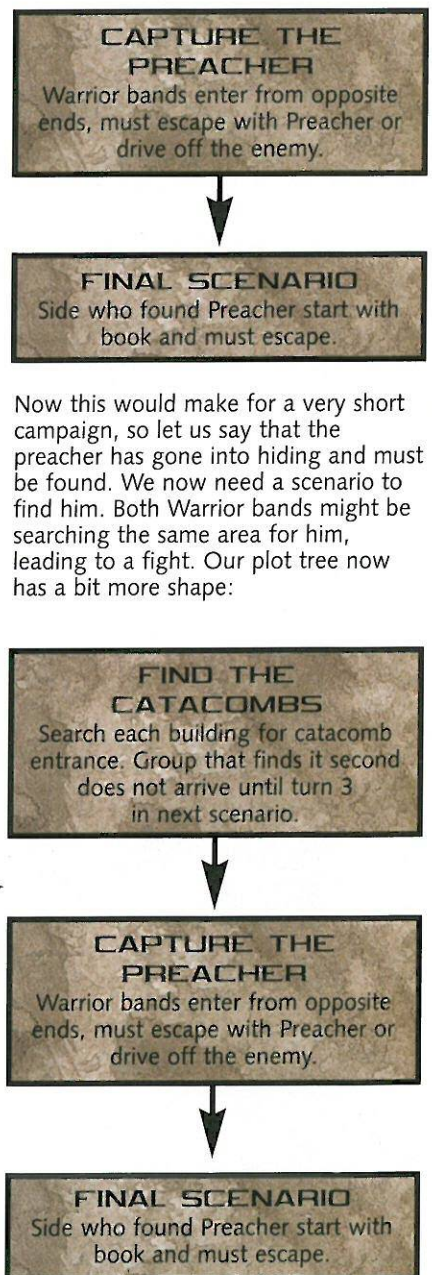 CAPTURE THE
PREACHER
Warrior bands enter from opposite
ends, must escape with Preacher or
drive off the enemy.
FINAL SCENARIO
Side who found Preacher start with
book and must escape.
Now this would make for a very short
campaign, so let us say that the
preacher has gone into hiding and must
be found. We now need a scenario to
find him. Both Warrior bands might be
searching the same area for him,
leading to a fight. Our plot tree now
has a bit more shape:
FIND THE
CATACOMBS
Search each building for catacomb
entrance. Group that finds it second
does not arrive until turn 3
in next scenario.
CAPTURE THE
PREACHER
Warrior bands enter from opposite
ends, must escape with Preacher or
drive off the enemy.
FINAL SCENARIO
Side who found Preacher start with
book and must escape.